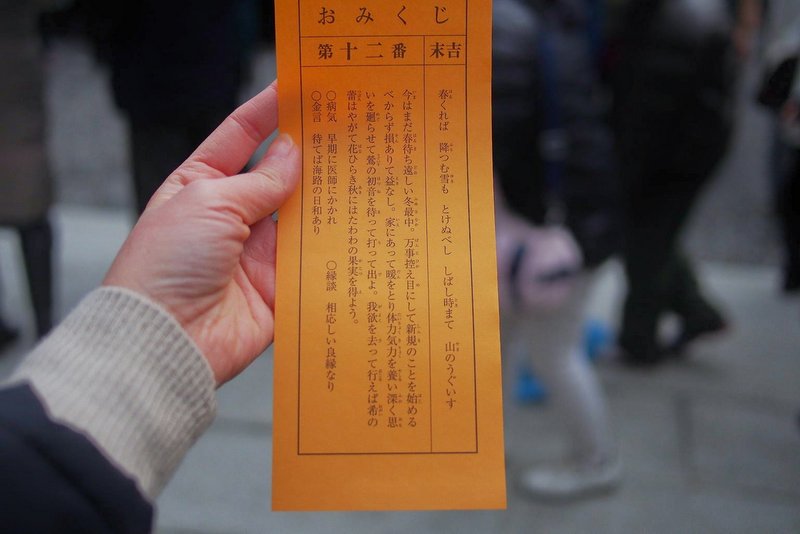 おみくじ
第十二番 末吉
春くれば 降つむ雪も とけぬべし しばし時まて 山のうぐいす
今はまだ春待ち遠しい冬最中。万事控え目にして新規のことを始める
べからず損ありて益なし。家にあって暖をとり体力気力を養い深く思
いを廻らせて鶯の初音を待って打って出よ。我欲を去って行えば希の
蕾はやがて花ひらき秋にはたわわの果実を得よう。
〇病気 早期に医師にかかれ 〇縁談 相応しい良縁なり
〇金言 待てば海路の日和あり